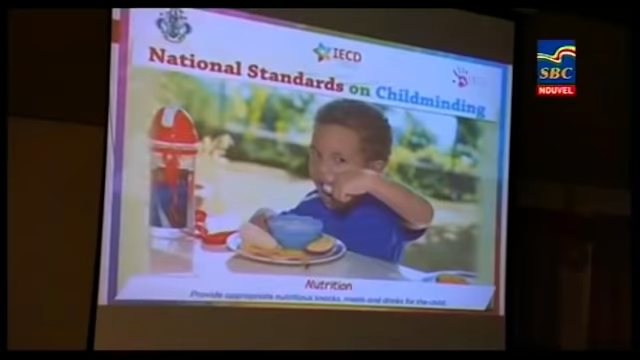 IECD
SBC
NOUVEL
National Standards on Childminding
Nutrition
Provide appropriate nutritious snacks, meals and drinks for the child.